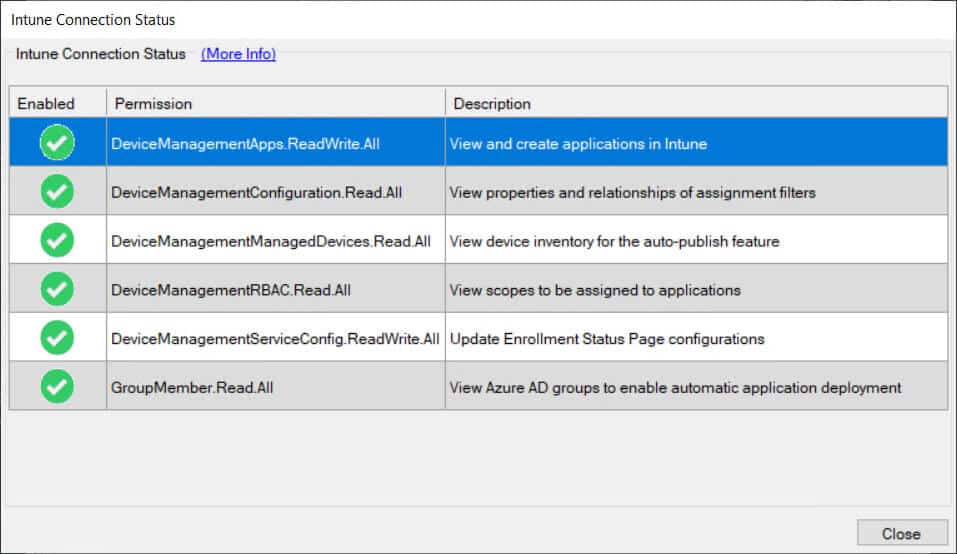 Intune Connection Status
Intune Connection Status (More Info)
Enabled Permission Description
DeviceManagementApps.ReadWrite.All View and create applications in Intune
DeviceManagementConfiguration.Read.All View properties and relationships of assignment filters
DeviceManagementManagedDevices.Read.All View device inventory for the auto-publish feature
DeviceManagementRBAC.Read.All View scopes to be assigned to applications
DeviceManagementServiceConfig.ReadWrite.All Update Enrollment Status Page configurations
GroupMember.Read.All View Azure AD groups to enable automatic application deployment
Close